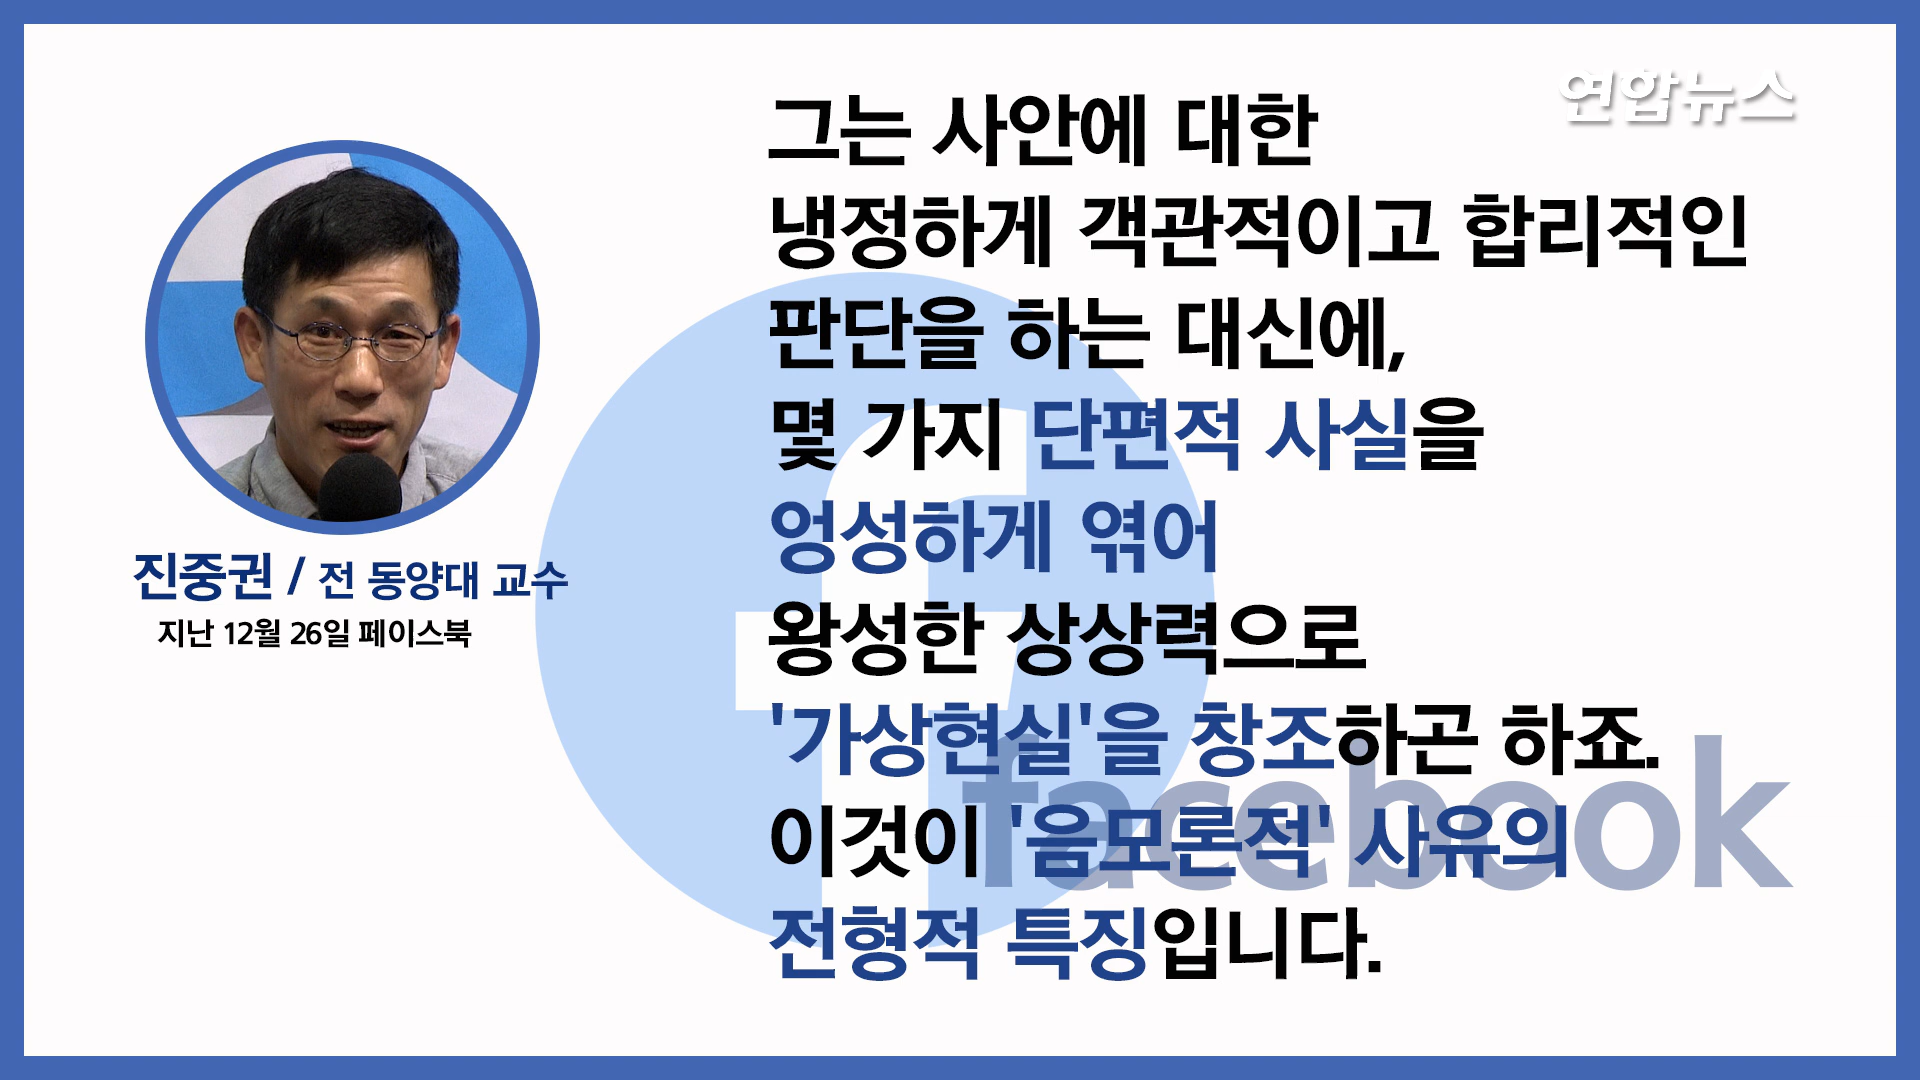 연합뉴스
그는 사안에 대한
냉정하게 객관적이고 합리적인
판단을 하는 대신에,
몇 가지 단편적 사실을
엉성하게 엮어
왕성한 상상력으로
'가상현실'을 창조하곤 하죠.
이것이 '음모론적' 사유의
전형적 특징입니다.
진중권 / 전 동양대 교수
지난 12월 26일 페이스북
f
facebook